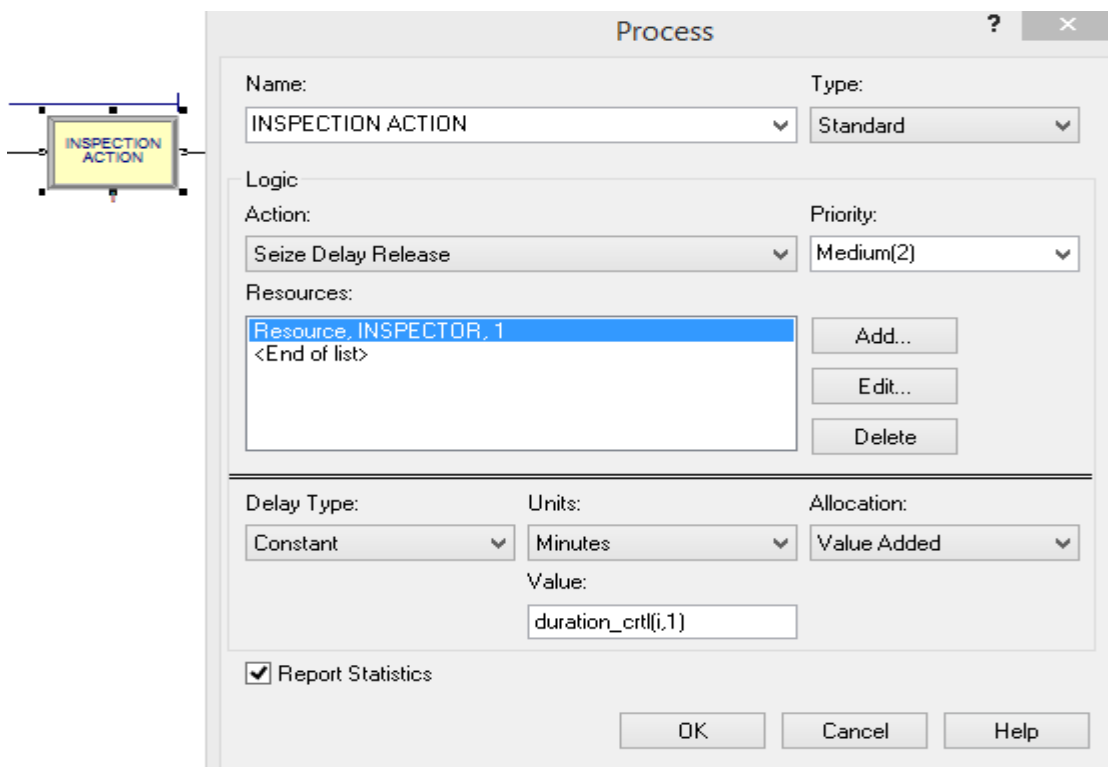 Process
?
×
INSPECTION
ACTION
Name:
Type:
INSPECTION ACTION
Standard
Logic
Action:
Priority:
Seize Delay Release
Medium(2)
Resources:
Resource, INSPECTOR, 1
<End of list>
Add...
Edit...
Delete
Delay Type:
Units:
Allocation:
Constant
Minutes
Value Added
Value:
duration_crtl(i,1)
Report Statistics
OK
Cancel
Help